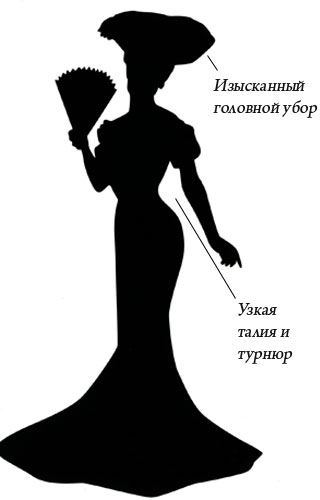 Изысканный
головной убор
Узкая
талия и
турнюр